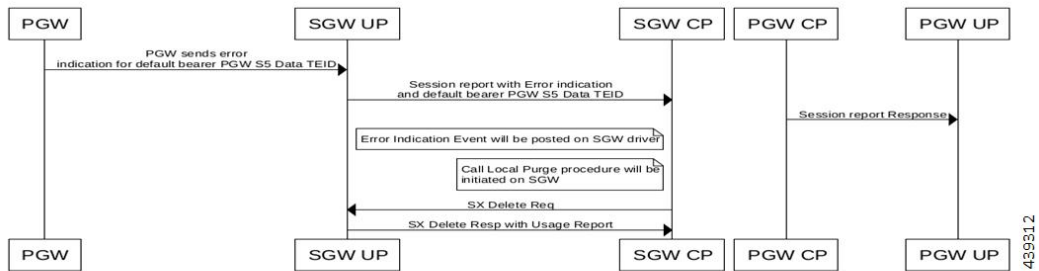 PGW
SGW UP
SGW CP
PGW CP
PGW UP
PGW sends error
indication for default bearer PGW S5 Data TEID
Session report with Error indication
and default bearer PGW S5 Data TEID
Session report Response
Error Indication Event will be posted on SGW driver
Call Local Purge procedure will be
initiated on SGW
SX Delete Req
SX Delete Resp with Usage Report
PGW
SGW UP
SGW CP
PGW CP
PGW UP
439312